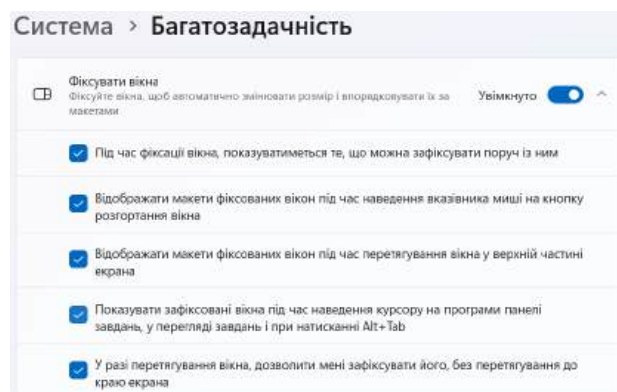 Система > Багатозадачність
Фіксувати вікна
Фіксуйте вікна, щоб автоматично змінювати розмір і впорядковувати їх за
макетами
Увімкнуто
Під час фіксації вікна, показуватиметься те, що можна зафіксувати поруч із ним
Відображати макети фіксованих вікон під час наведення вказівника миші на кнопку
розгортання вікна
Відображати макети фіксованих вікон під час перетягування вікна у верхній частині
екрана
Показувати зафіксовані вікна під час наведення курсору на програми панелі
завдань, у перегляді завдань і при натисканні Alt+Tab
У разі перетягування вікна, дозволити мені зафіксувати його, без перетягування до
краю екрана